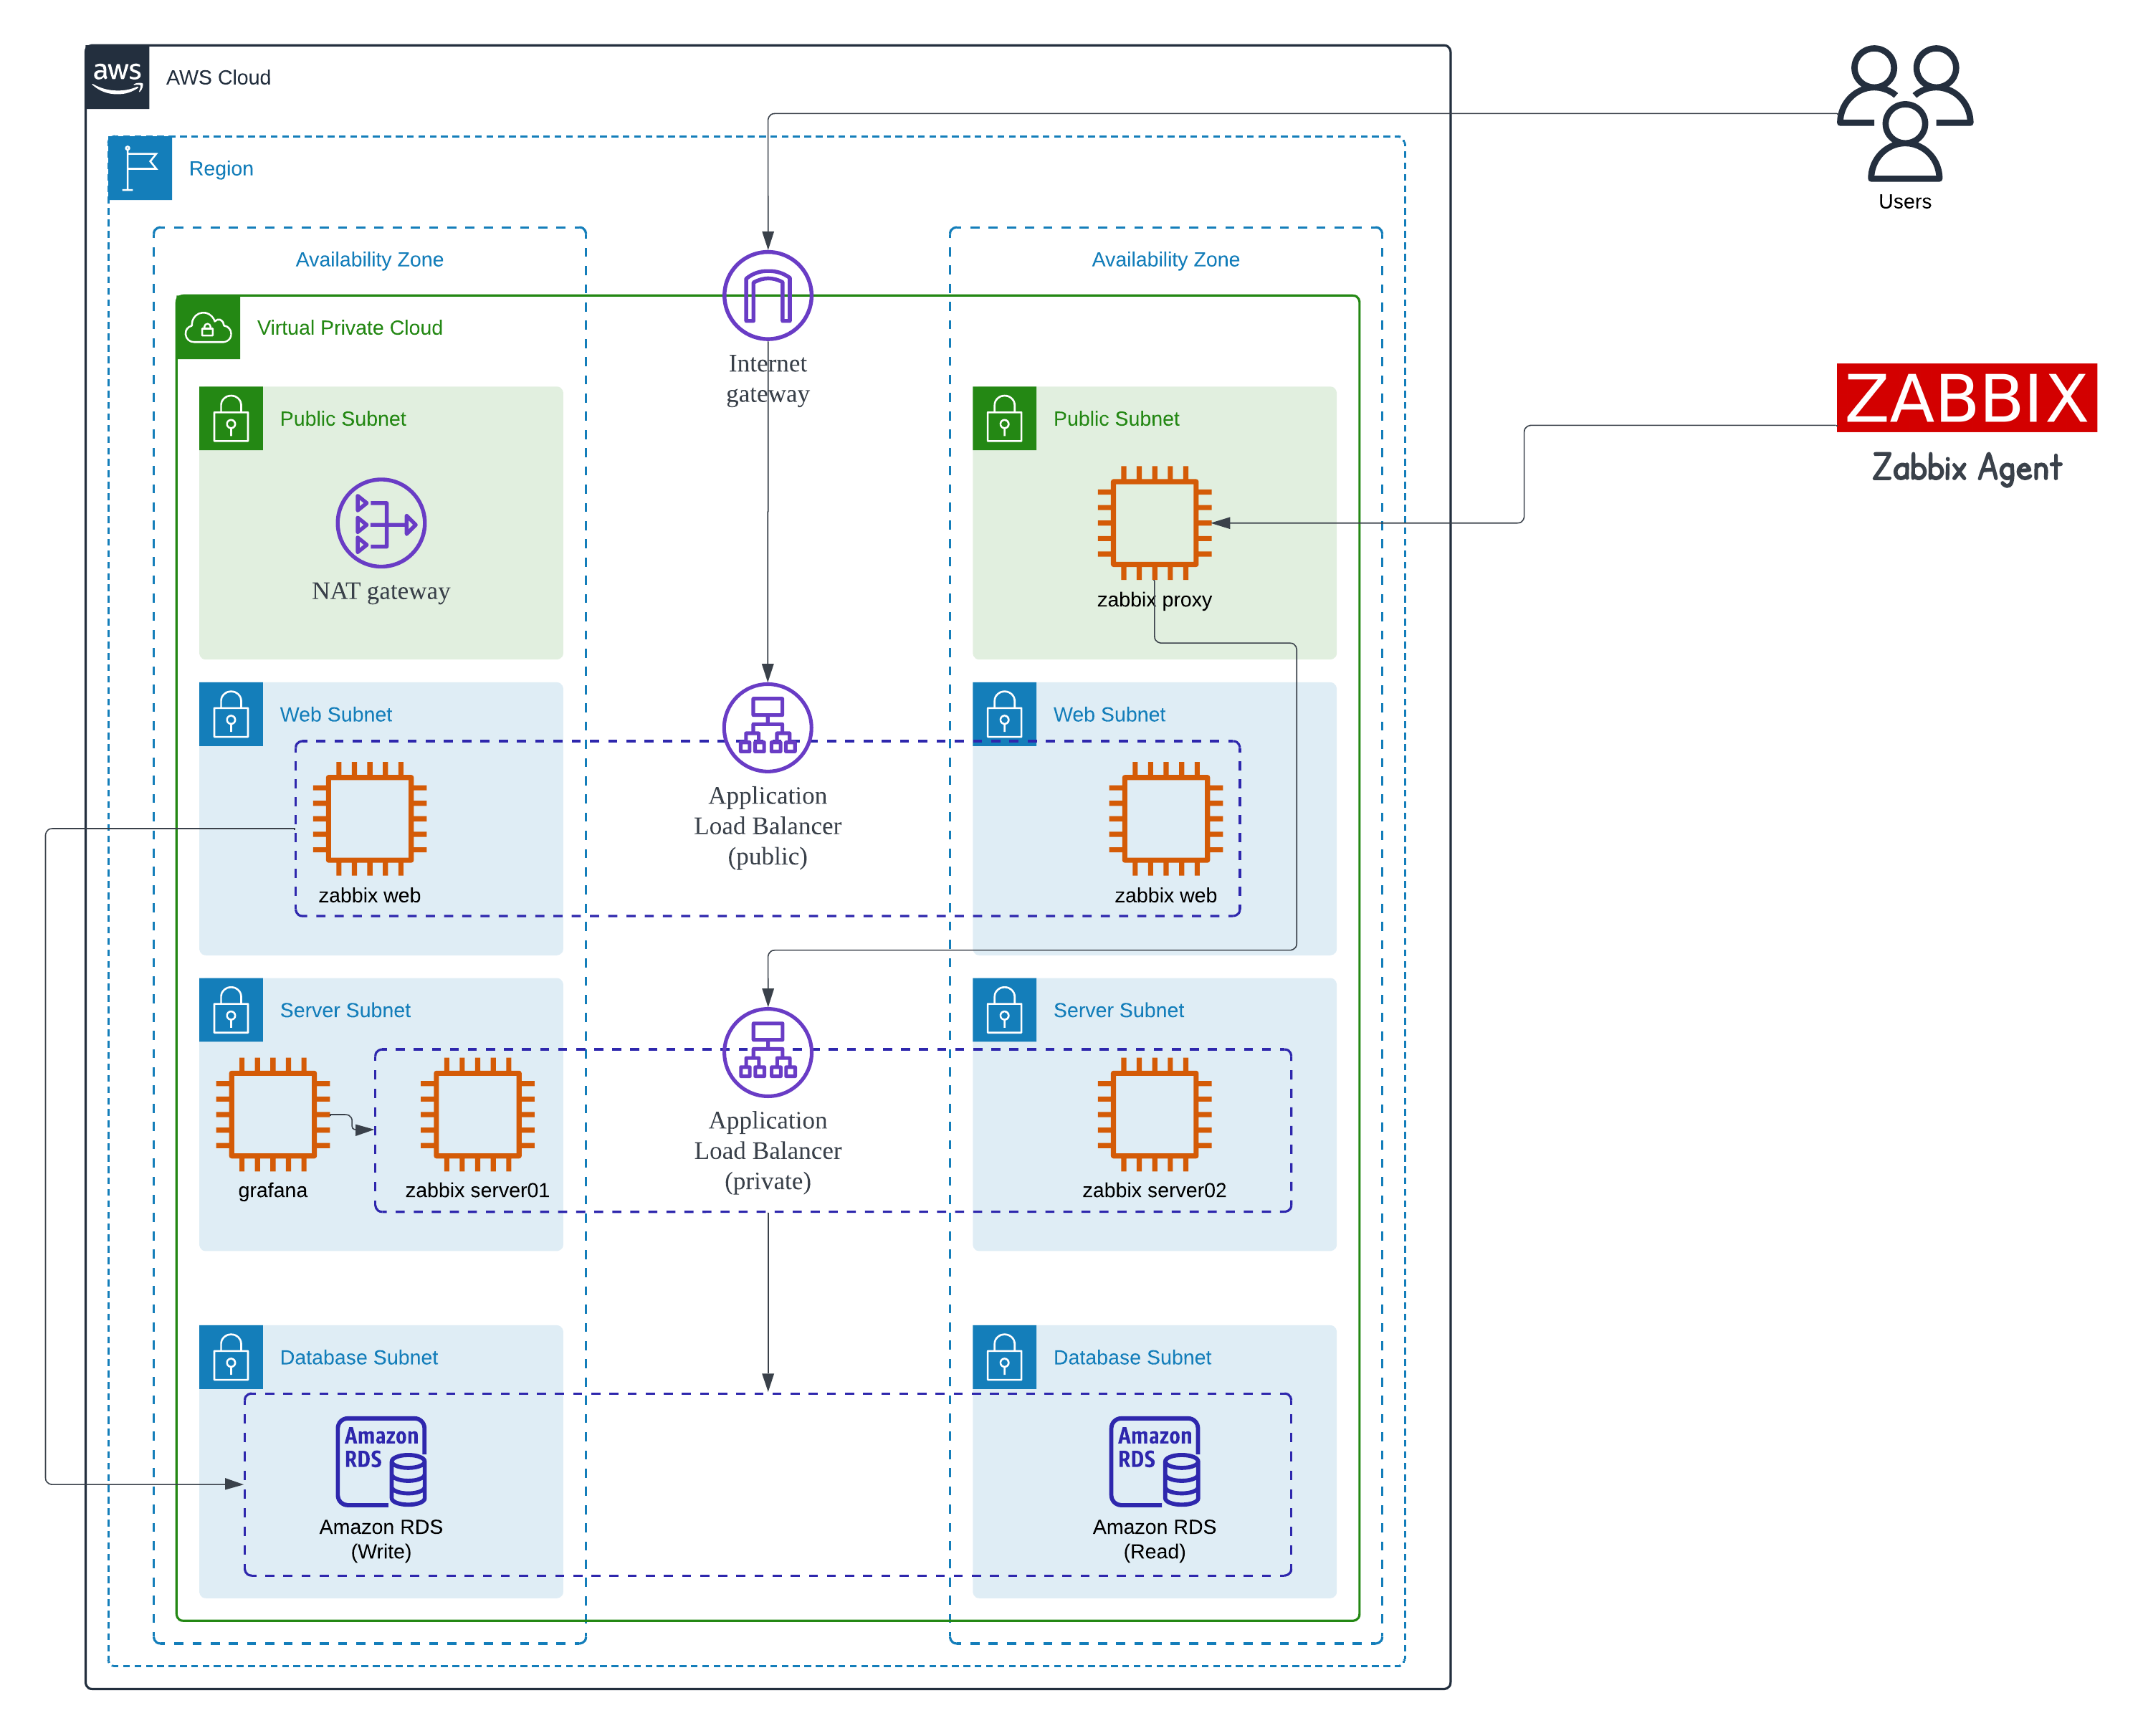 aws
AWS Cloud
Users
Region
Availability Zone
Availability Zone
Virtual Private Cloud
Internet
gateway
ZABBIX
Zabbix Agent
Public Subnet
Public Subnet
NAT gateway
zabbix proxy
Web Subnet
Web Subnet
Application
Load Balancer
(public)
zabbix web
zabbix web
Server Subnet
Server Subnet
Application
Load Balancer
(private)
grafana
zabbix server01
zabbix server02
Database Subnet
Database Subnet
Amazon
RDS
Amazon RDS
(Write)
Amazon
RDS
Amazon RDS
(Read)